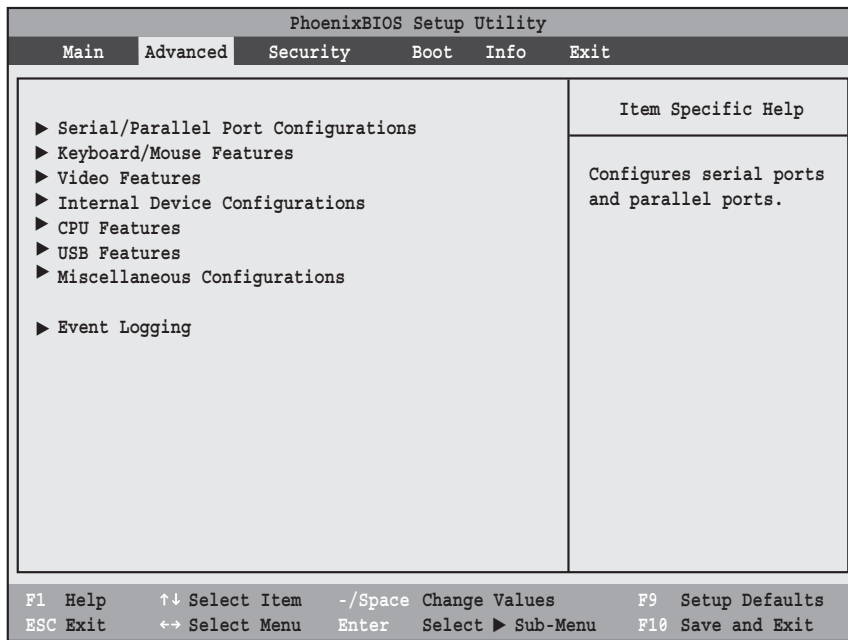 PhoenixBIOS Setup Utility
Main Advanced Security Boot Info Exit
▶ Serial/Parallel Port Configurations
▶ Keyboard/Mouse Features
▶ Video Features
▶ Internal Device Configurations
▶ CPU Features
▶ USB Features
▶ Miscellaneous Configurations
▶ Event Logging
Item Specific Help
Configures serial ports
and parallel ports.
F1 Help ↑↓ Select Item -/Space Change Values F9 Setup Defaults
ESC Exit ←→ Select Menu Enter Select ▶ Sub-Menu F10 Save and Exit